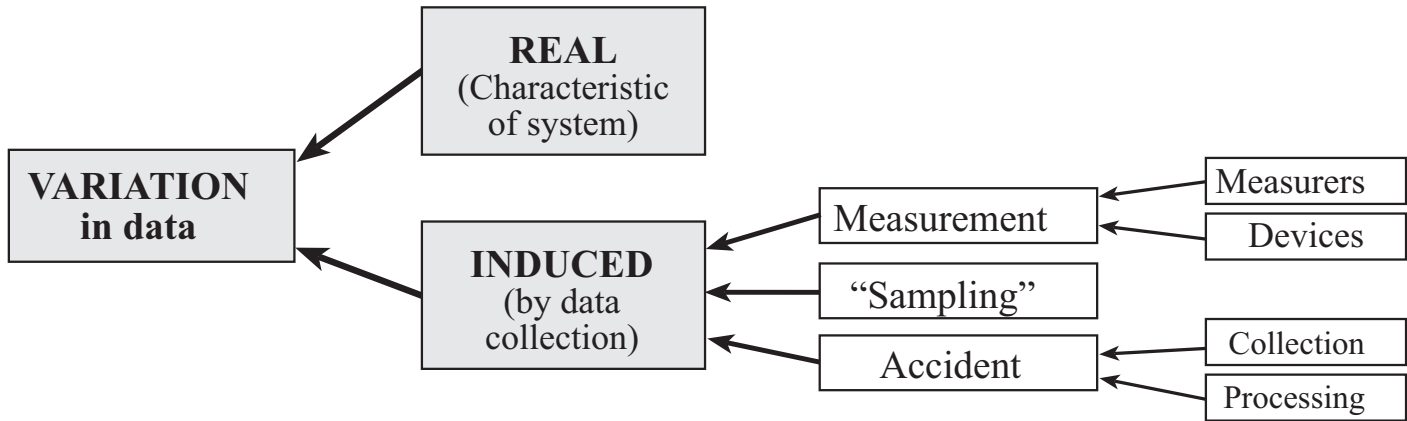 REAL
(Characteristic
of system)
VARIATION
in data
INDUCED
(by data
collection)
Measurement
“Sampling”
Accident
Measurers
Devices
Collection
Processing